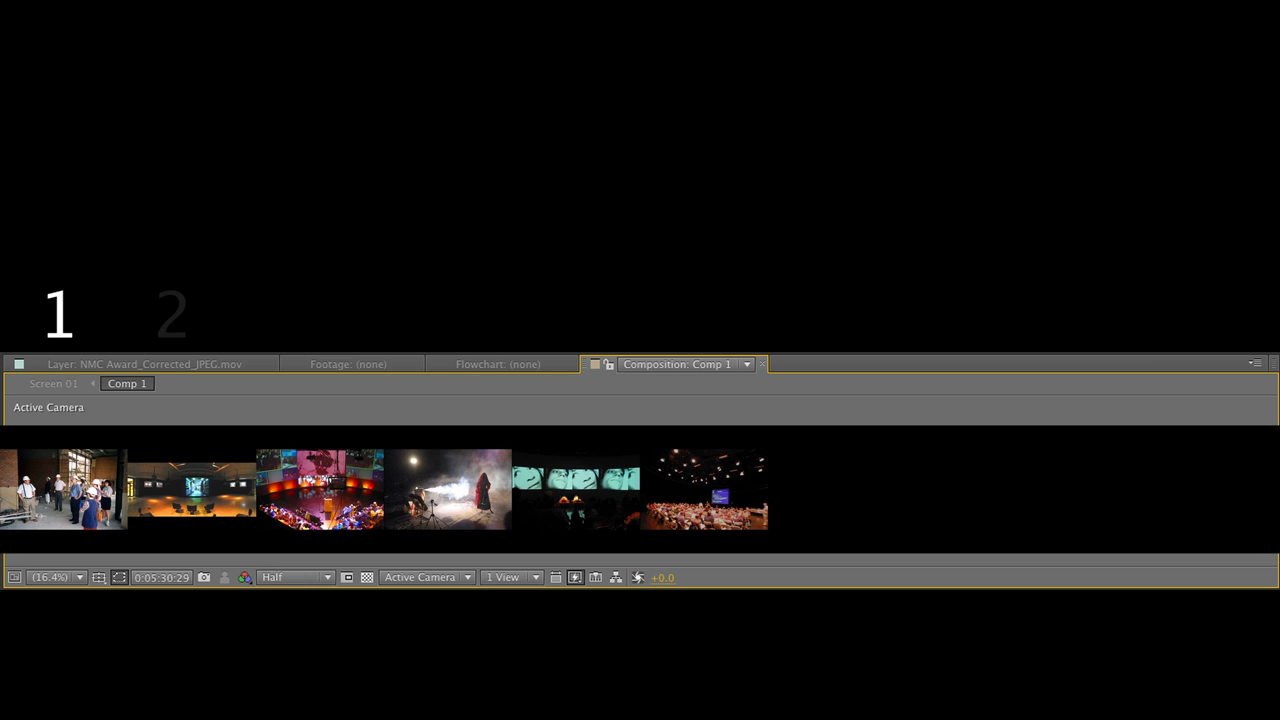 1 2
Layer: NMC Award_Corrected_JPEG.mov Footage: (none) Flowchart: (none) Composition: Comp 1
Screen 01 Comp 1
Active Camera
(16.4%) 0:05:30:29 Half Active Camera 1 View +0.0